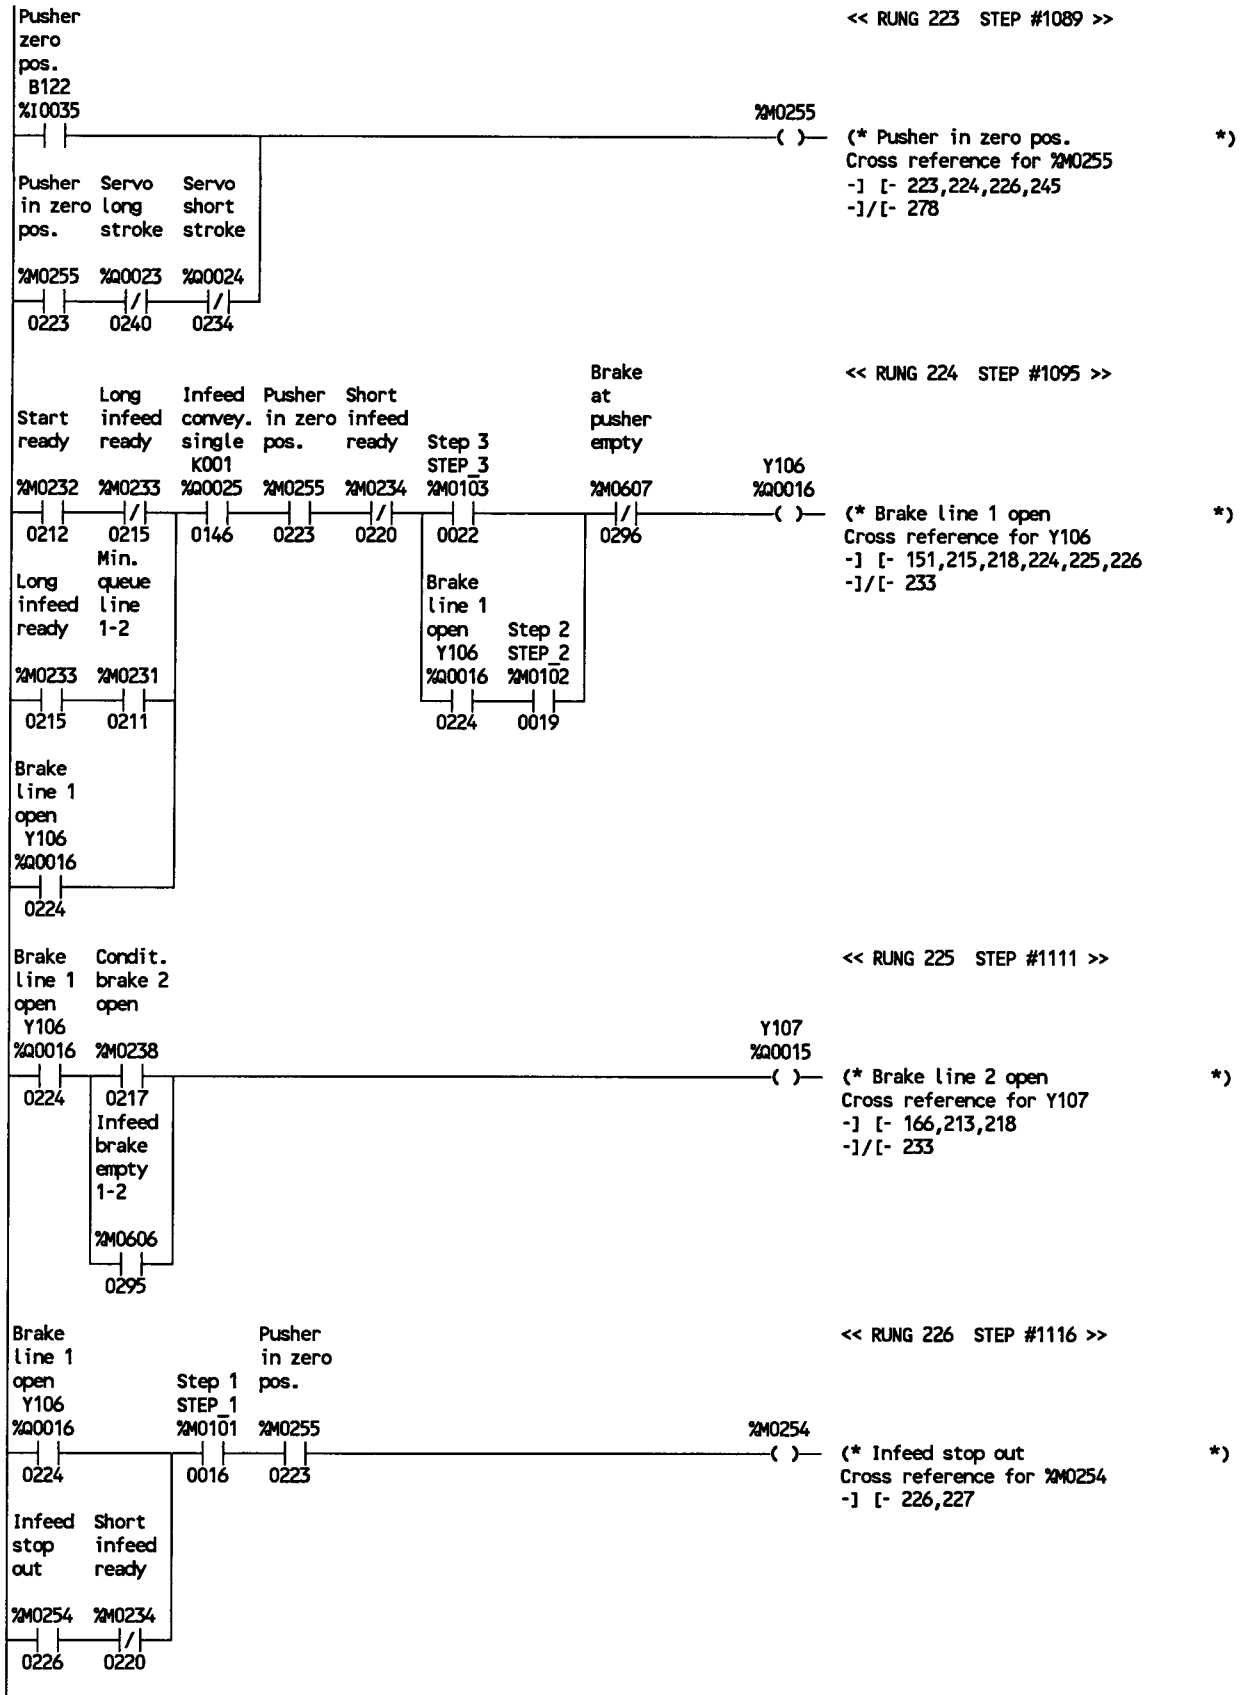 Pusher << RUNG 223 STEP #1089 >>
zero
pos.
B122
%I0035 %M0255
( ) (* Pusher in zero pos. *)
Cross reference for %M0255
Pusher Servo Servo -] [- 223,224,226,245
in zero long short -]/[- 278
pos. stroke stroke
%M0255 %Q0023 %Q0024
/ /
0223 0240 0234
Brake << RUNG 224 STEP #1095 >>
Long Infeed Pusher Short at
Start infeed convey. in zero infeed pusher
ready ready single pos. ready Step 3 empty
K001 STEP_3 Y106
%M0232 %M0233 %Q0025 %M0255 %M0234 %M0103 %M0607 %Q0016
/ / / ( ) (* Brake line 1 open *)
0212 0215 0146 0223 0220 0022 0296 Cross reference for Y106
Min. -] [- 151,215,218,224,225,226
Long queue Brake -]/[- 233
infeed line line 1
ready 1-2 open Step 2
Y106 STEP_2
%M0233 %M0231 %Q0016 %M0102
0215 0211 0224 0019
Brake
line 1
open
Y106
%Q0016
0224
Brake Condit. << RUNG 225 STEP #1111 >>
line 1 brake 2
open open
Y106 Y107
%Q0016 %M0238 %Q0015
( ) (* Brake line 2 open *)
0224 0217 Cross reference for Y107
Infeed -] [- 166,213,218
brake -]/[- 233
empty
1-2
%M0606
0295
Brake Pusher << RUNG 226 STEP #1116 >>
line 1 in zero
open Step 1 pos.
Y106 STEP_1
%Q0016 %M0101 %M0255 %M0254
( ) (* Infeed stop out *)
0224 0016 0223 Cross reference for %M0254
-] [- 226,227
Infeed Short
stop infeed
out ready
%M0254 %M0234
/
0226 0220